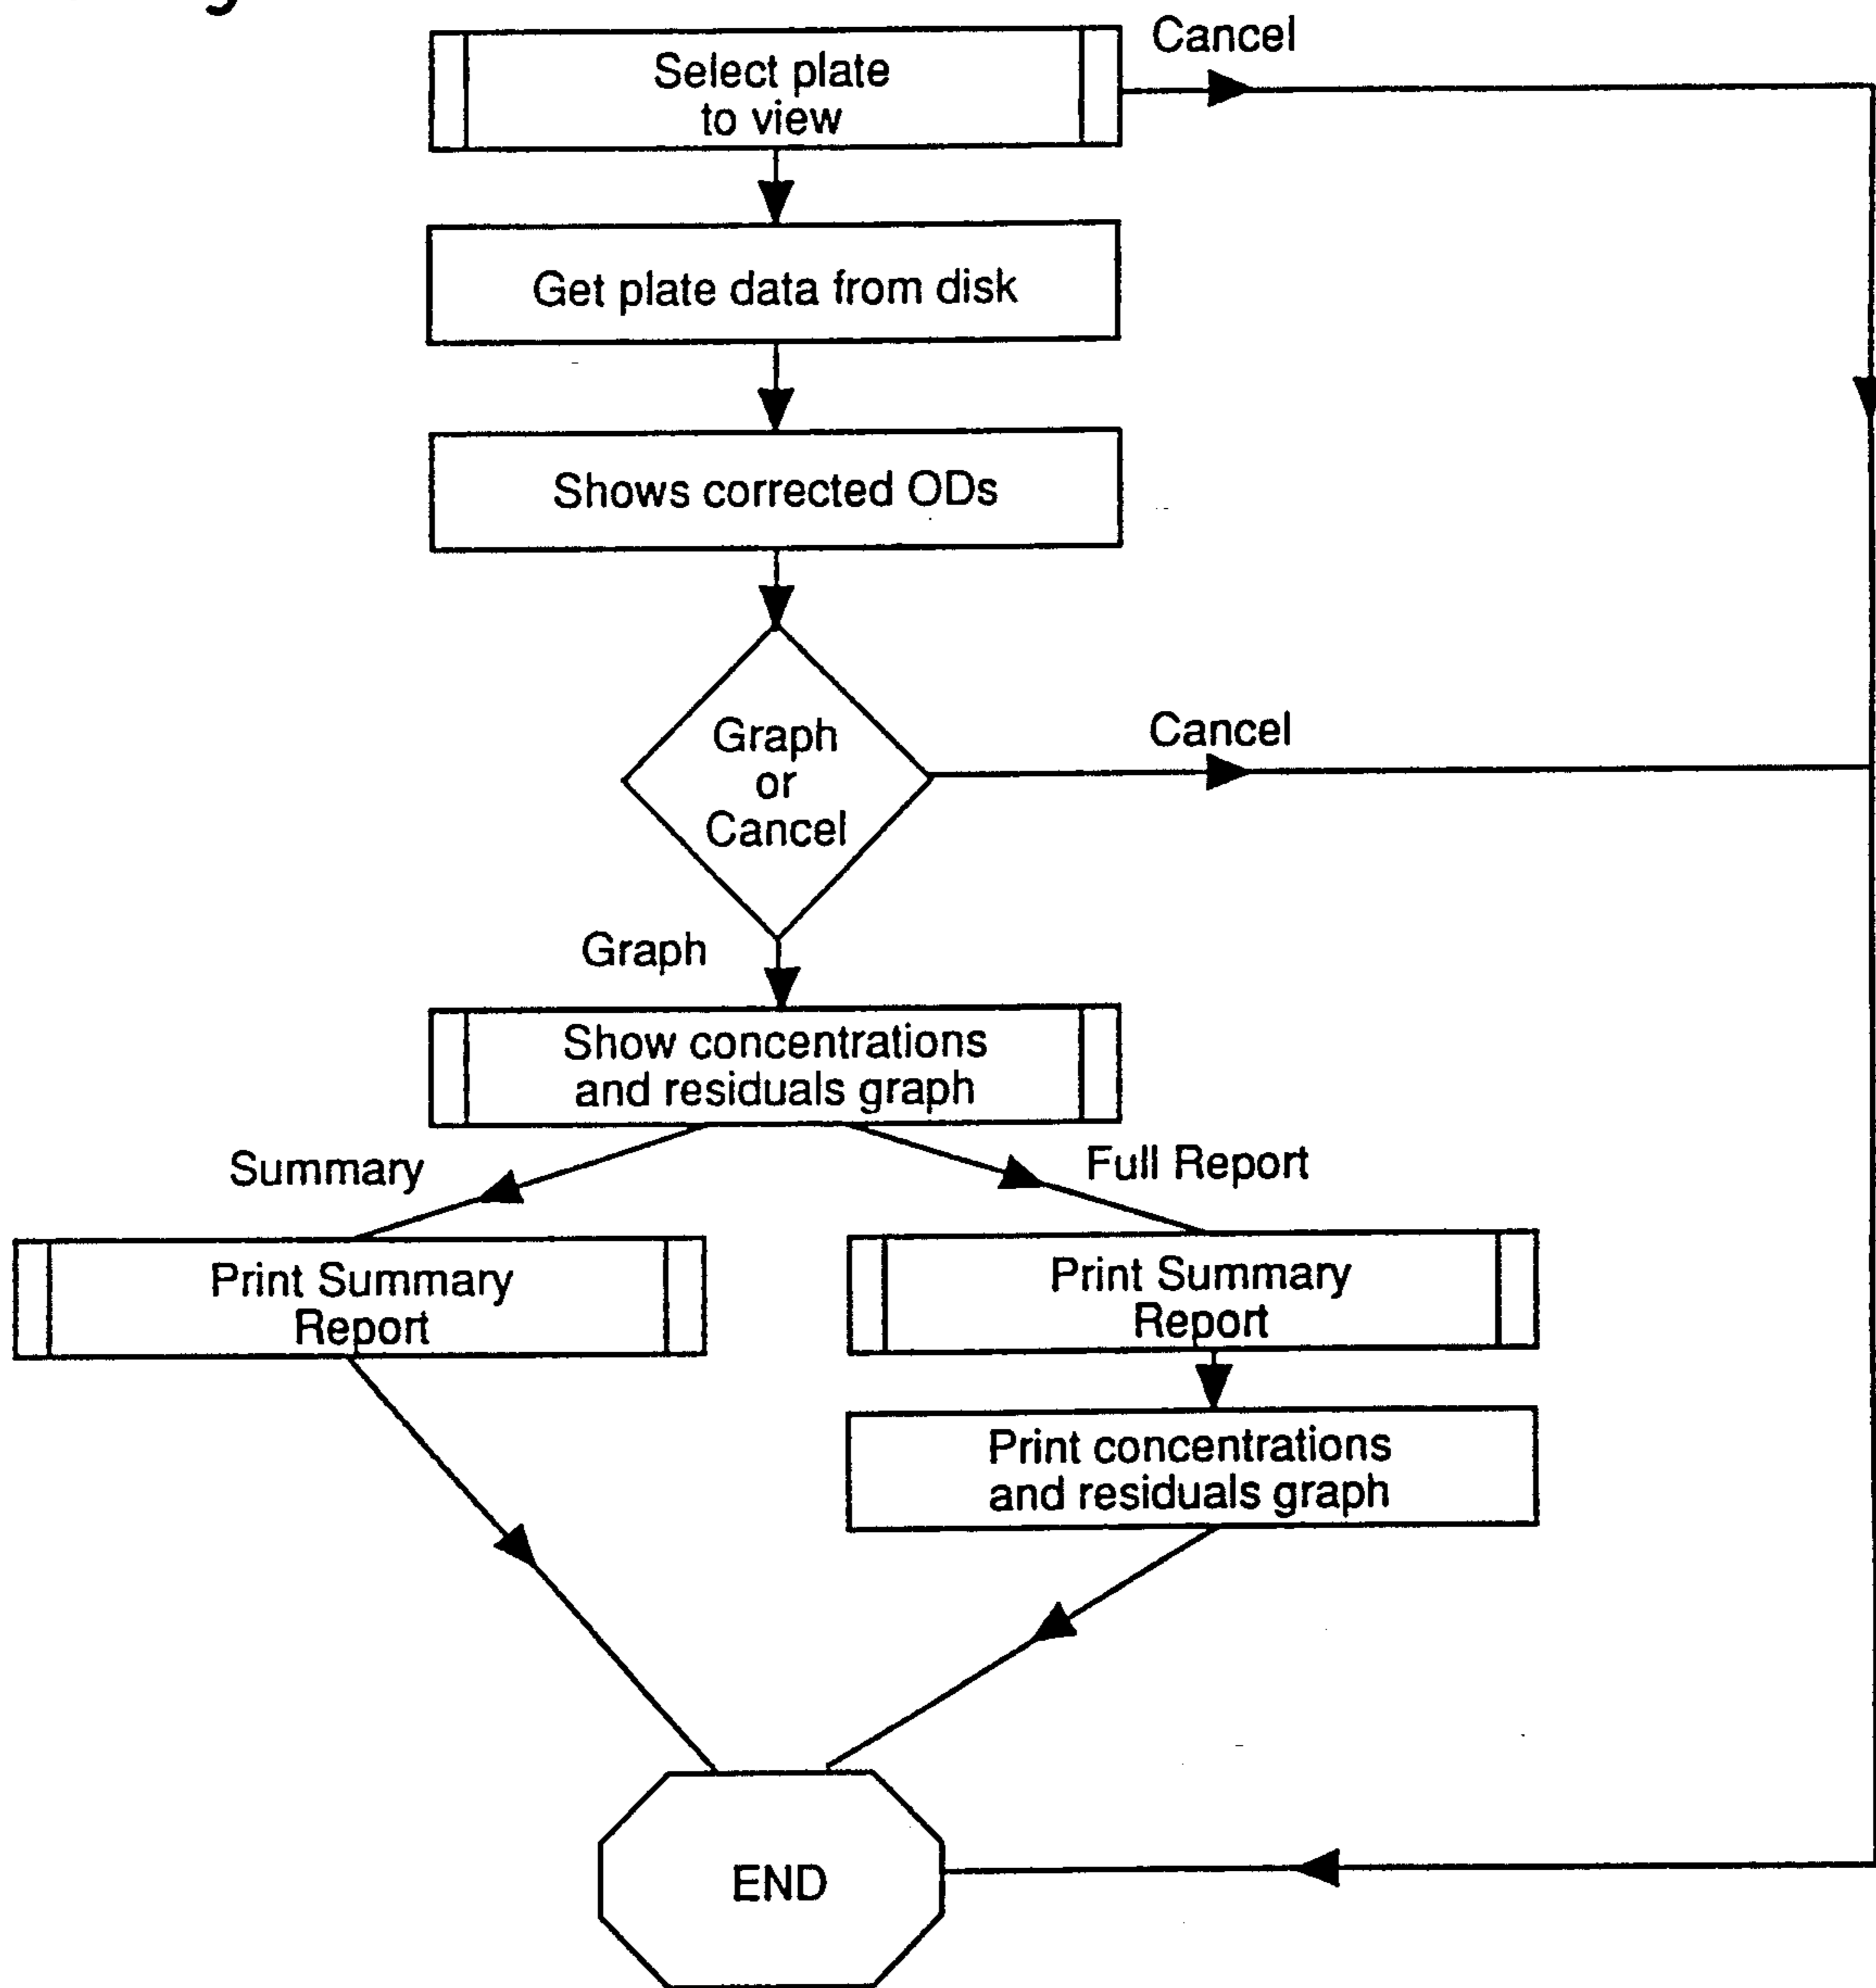 Cancel
Select plate
to view
Get plate data from disk
Shows corrected ODs
Graph
or
Cancel
Cancel
Graph
Show concentrations
and residuals graph
Summary
Full Report
Print Summary
Report
Print Summary
Report
Print concentrations
and residuals graph
END